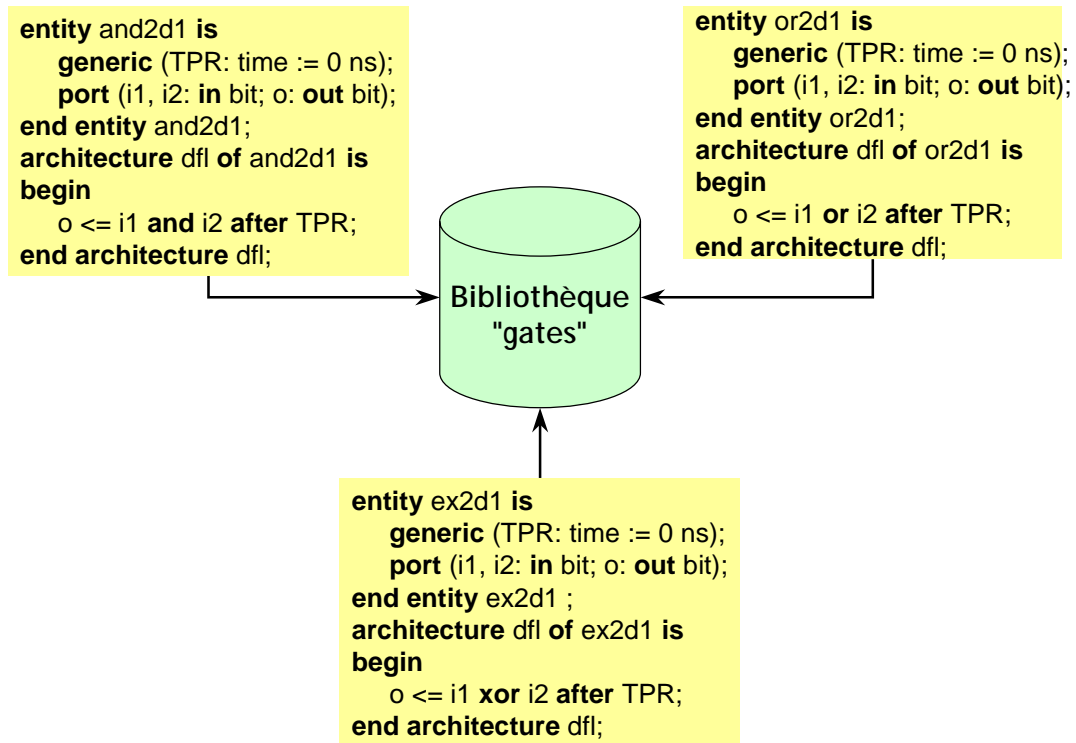 entity and2d1 is
generic (TPR: time := 0 ns);
port (i1, i2: in bit; o: out bit);
end entity and2d1;
architecture dfl of and2d1 is
begin
o <= i1 and i2 after TPR;
end architecture dfl;
entity or2d1 is
generic (TPR: time := 0 ns);
port (i1, i2: in bit; o: out bit);
end entity or2d1;
architecture dfl of or2d1 is
begin
o <= i1 or i2 after TPR;
end architecture dfl;
Bibliothèque
"gates"
entity ex2d1 is
generic (TPR: time := 0 ns);
port (i1, i2: in bit; o: out bit);
end entity ex2d1 ;
architecture dfl of ex2d1 is
begin
o <= i1 xor i2 after TPR;
end architecture dfl;